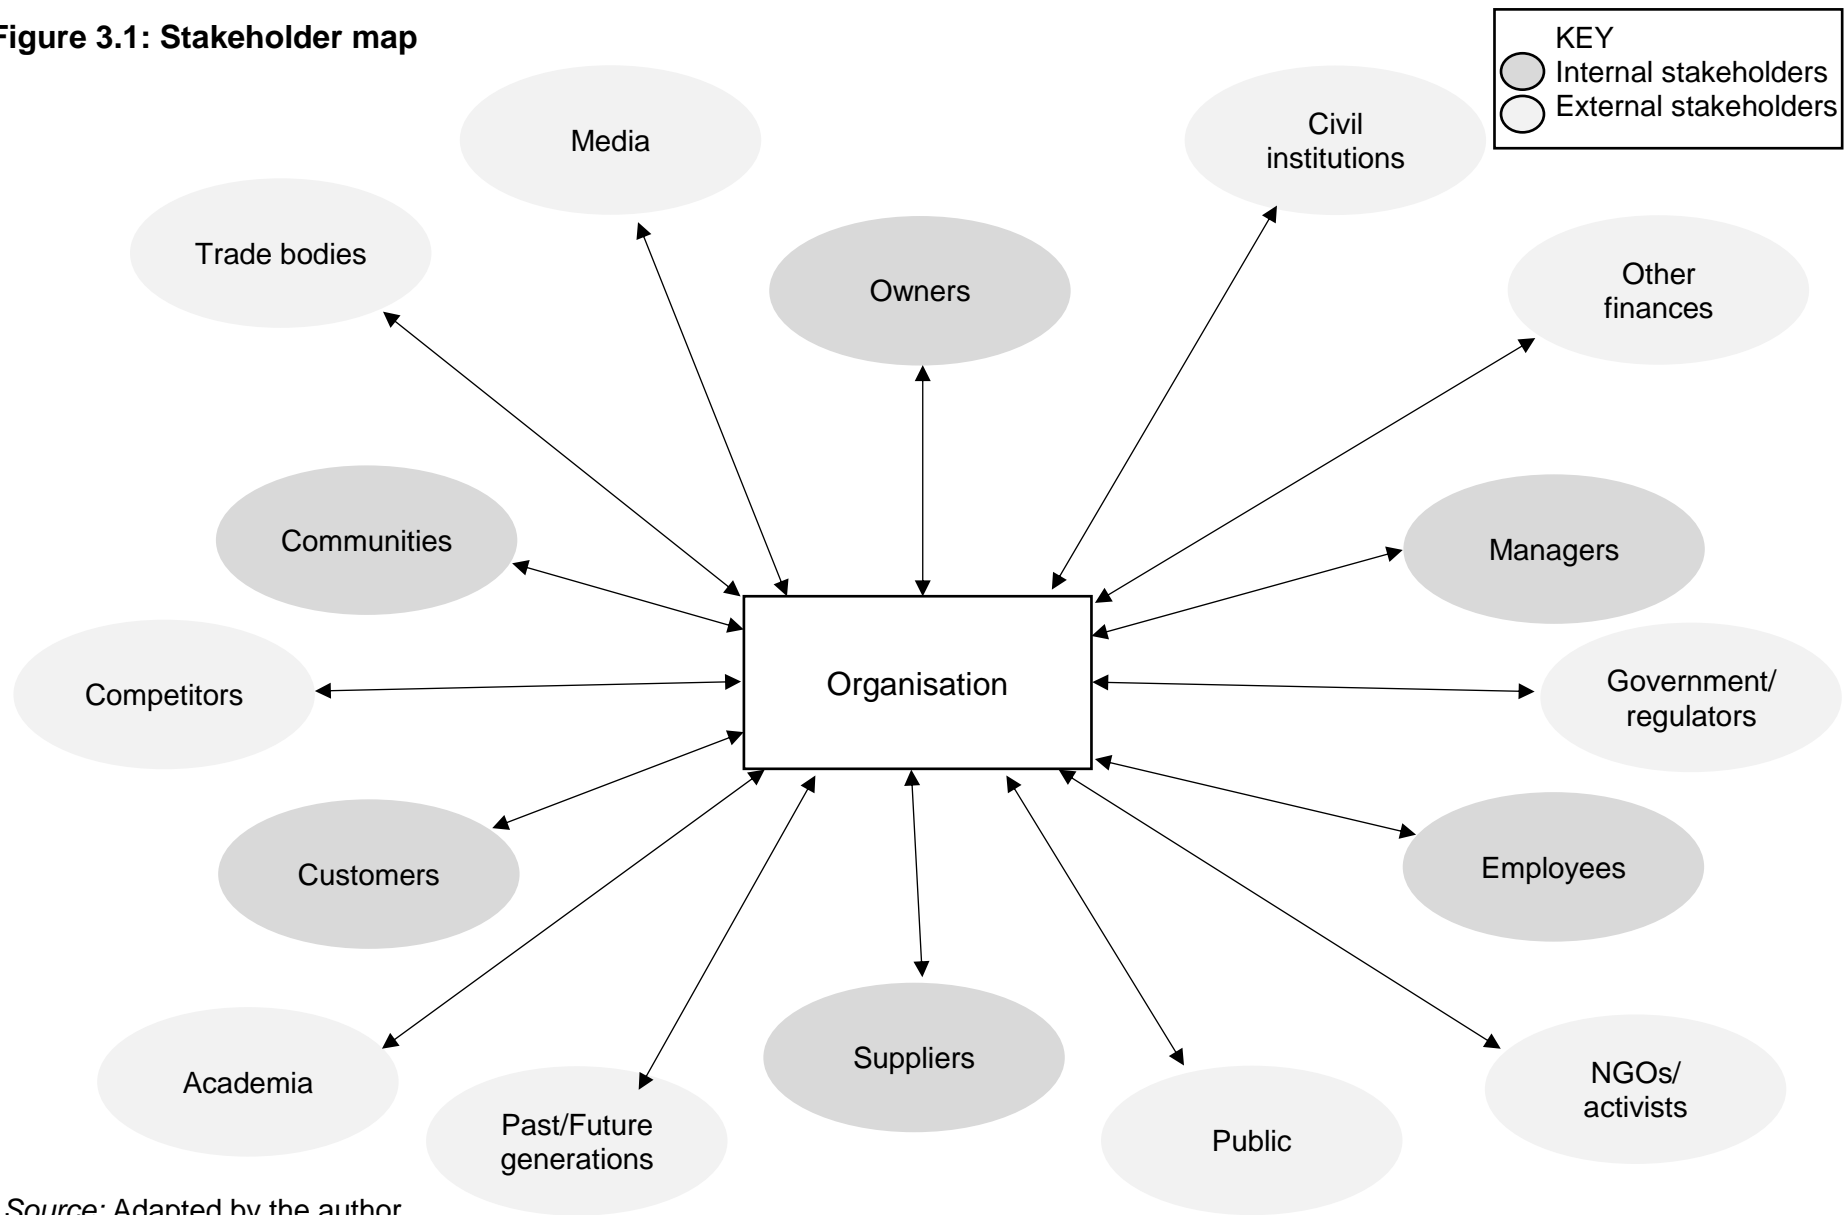 Figure 3.1: Stakeholder map
KEY
Internal stakeholders
External stakeholders
Media
Civil
institutions
Trade bodies
Owners
Other
finances
Communities
Managers
Organisation
Competitors
Government/
regulators
Customers
Employees
Academia
Suppliers
Past/Future
generations
Public
NGOs/
activists
Source: Adapted by the author